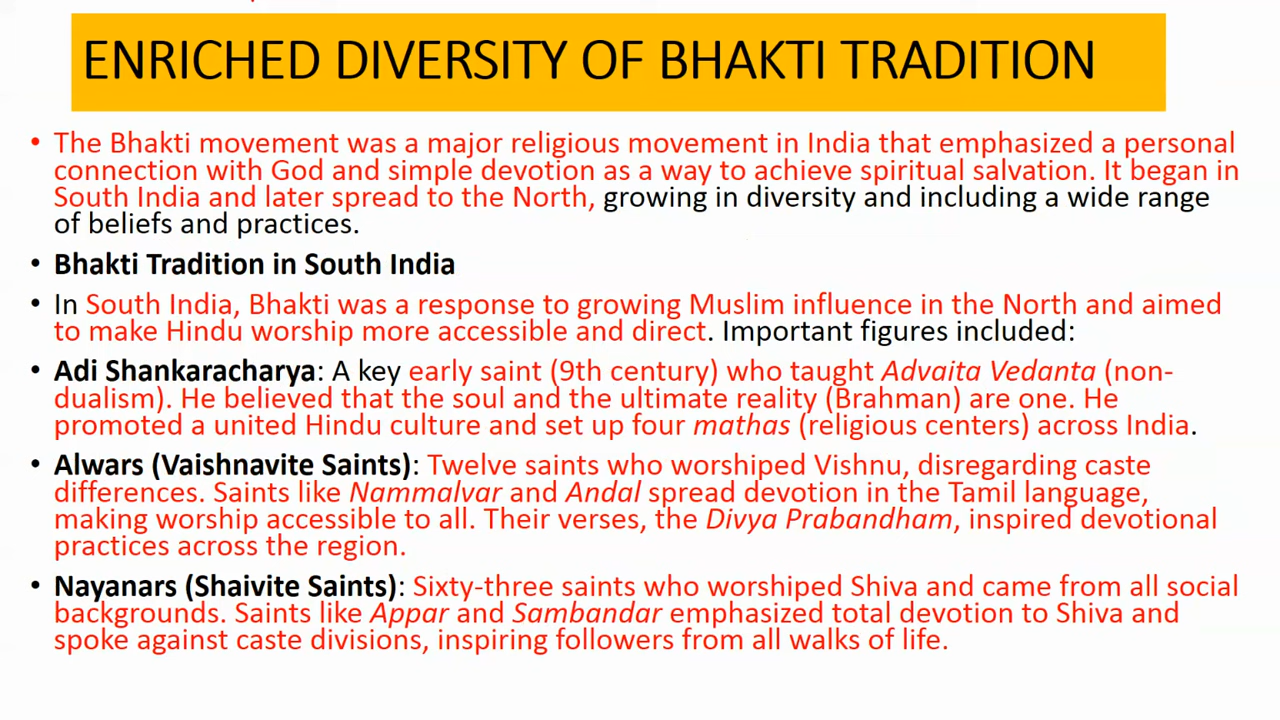 ENRICHED DIVERSITY OF BHAKTI TRADITION
• The Bhakti movement was a major religious movement in India that emphasized a personal
connection with God and simple devotion as a way to achieve spiritual salvation. It began in
South India and later spread to the North, growing in diversity and including a wide range
of beliefs and practices.
• Bhakti Tradition in South India
• In South India, Bhakti was a response to growing Muslim influence in the North and aimed
to make Hindu worship more accessible and direct. Important figures included:
• Adi Shankaracharya: A key early saint (9th century) who taught Advaita Vedanta (non-
dualism). He believed that the soul and the ultimate reality (Brahman) are one. He
promoted a united Hindu culture and set up four mathas (religious centers) across India.
• Alwars (Vaishnavite Saints): Twelve saints who worshiped Vishnu, disregarding caste
differences. Saints like Nammalvar and Andal spread devotion in the Tamil language,
making worship accessible to all. Their verses, the Divya Prabandham, inspired devotional
practices across the region.
• Nayanars (Shaivite Saints): Sixty-three saints who worshiped Shiva and came from all social
backgrounds. Saints like Appar and Sambandar emphasized total devotion to Shiva and
spoke against caste divisions, inspiring followers from all walks of life.